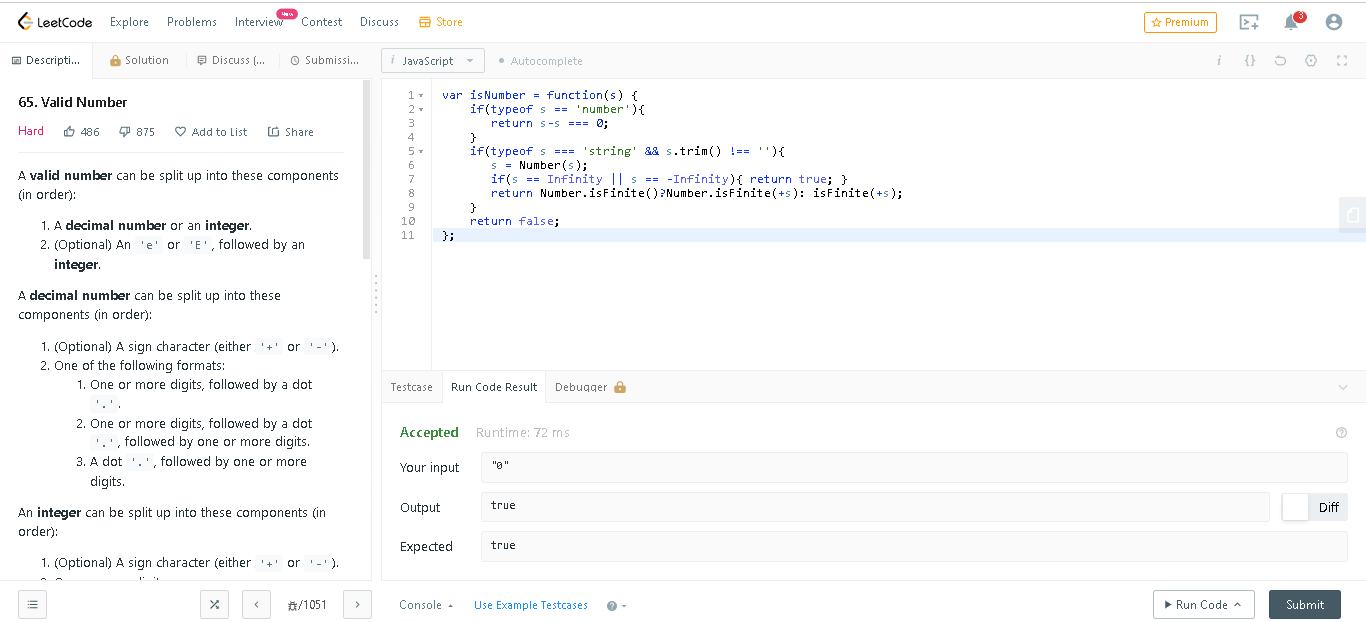 LeetCode Explore Problems Interview New Contest Discuss Store Premium 3
Descripti... Solution Discuss (... Submissi...
i JavaScript Autocomplete i {}
65. Valid Number
Hard 486 875 Add to List Share
A valid number can be split up into these components
(in order):
1. A decimal number or an integer.
2. (Optional) An 'e' or 'E', followed by an
integer.
A decimal number can be split up into these
components (in order):
1. (Optional) A sign character (either '+' or '-').
2. One of the following formats:
1. One or more digits, followed by a dot
'.'.
2. One or more digits, followed by a dot
'.', followed by one or more digits.
3. A dot '.', followed by one or more
digits.
An integer can be split up into these components (in
order):
1. (Optional) A sign character (either '+' or '-').
1 var isNumber = function(s) {
2 if(typeof s == 'number'){
3 return s-s === 0;
4 }
5 if(typeof s === 'string' && s.trim() !== ''){
6 s = Number(s);
7 if(s == Infinity || s == -Infinity){ return true; }
8 return Number.isFinite()?Number.isFinite(+s): isFinite(+s);
9 }
10 return false;
11 };
Testcase Run Code Result Debugger
Accepted Runtime: 72 ms
Your input "0"
Output true Diff
Expected true
/1051 Console Use Example Testcases ? Run Code Submit